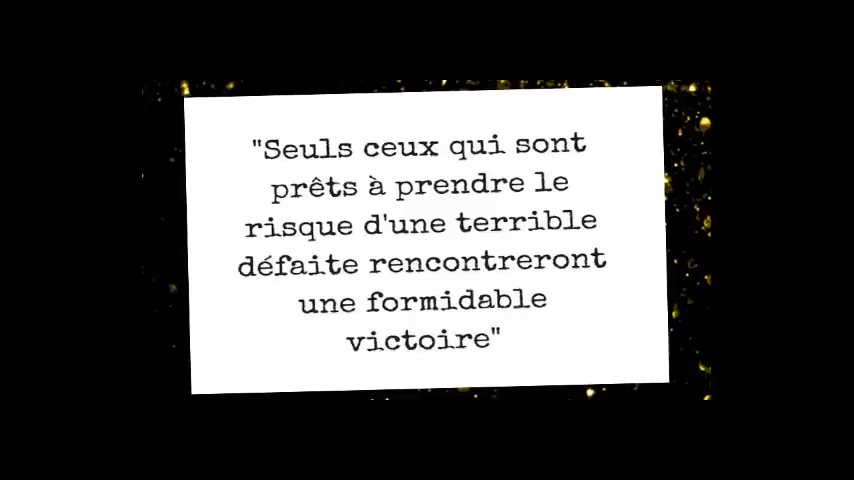 "Seuls ceux qui sont
prêts à prendre le
risque d'une terrible
défaite rencontreront
une formidable
victoire"